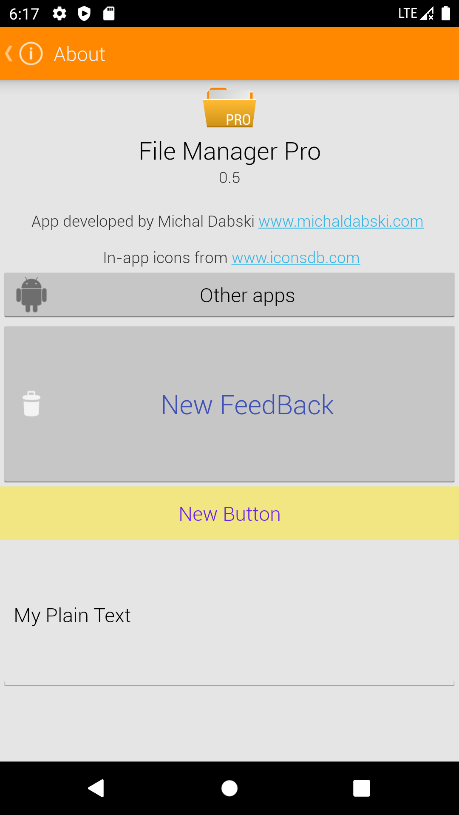 6:17 LTE
About
PRO
File Manager Pro
0.5
App developed by Michal Dabski www.michaldabski.com
In-app icons from www.iconsdb.com
Other apps
New FeedBack
New Button
My Plain Text